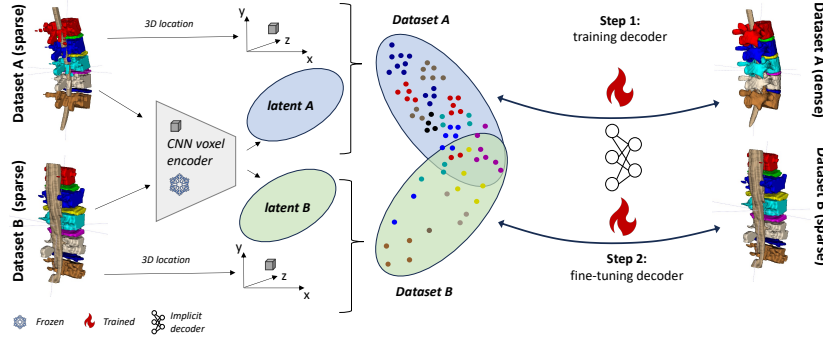 Dataset A (sparse)
3D location
y
z
x
Dataset A
Step 1:
training decoder
Dataset A (dense)
latent A
CNN voxel
encoder
latent B
Dataset B (sparse)
3D location
y
z
x
Dataset B
Step 2:
fine-tuning decoder
Dataset B (sparse)
Frozen
Trained
Implicit
decoder